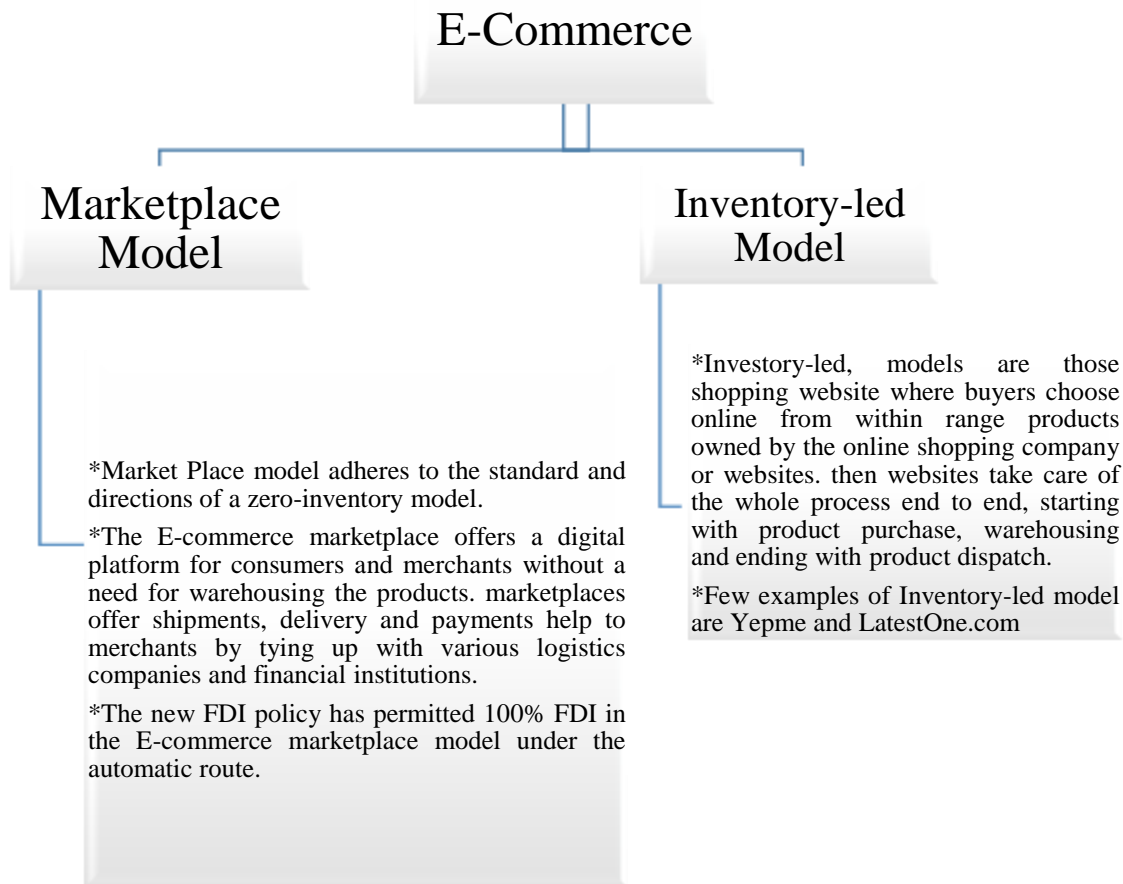 E-Commerce
Marketplace
Model
*Market Place model adheres to the standard and
directions of a zero-inventory model.
*The E-commerce marketplace offers a digital
platform for consumers and merchants without a
need for warehousing the products. marketplaces
offer shipments, delivery and payments help to
merchants by tying up with various logistics
companies and financial institutions.
*The new FDI policy has permitted 100% FDI in
the E-commerce marketplace model under the
automatic route.
Inventory-led
Model
*Investory-led, models are those
shopping website where buyers choose
online from within range products
owned by the online shopping company
or websites. then websites take care of
the whole process end to end, starting
with product purchase, warehousing
and ending with product dispatch.
*Few examples of Inventory-led model
are Yepme and LatestOne.com